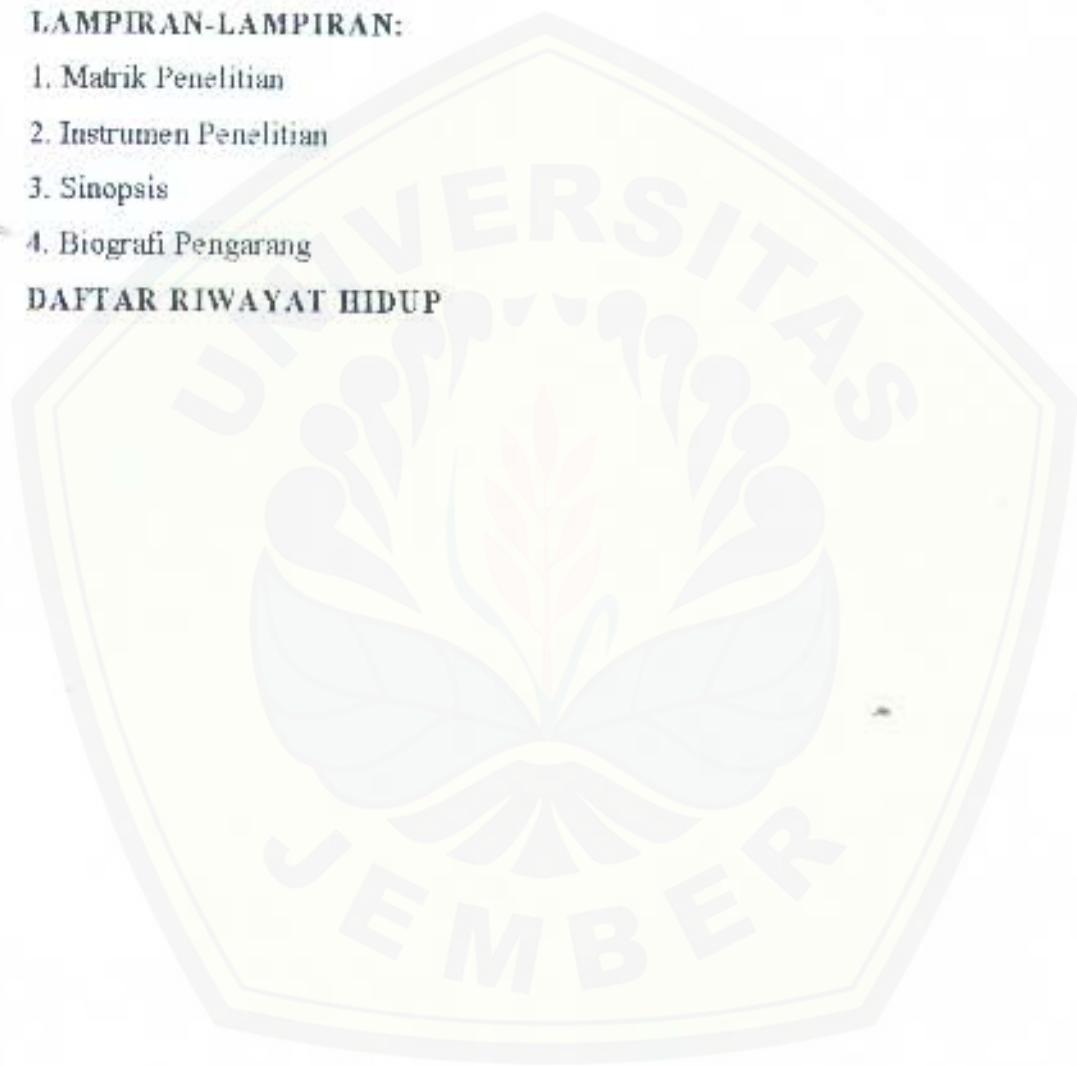 LAMPIRAN-LAMPIRAN:
1. Matrik Penelitian
2. Instrumen Penelitian
3. Sinopsis
4. Biografi Pengarang
DAFTAR RIWAYAT HIDUP
UNIVERSITAS
JEMBER